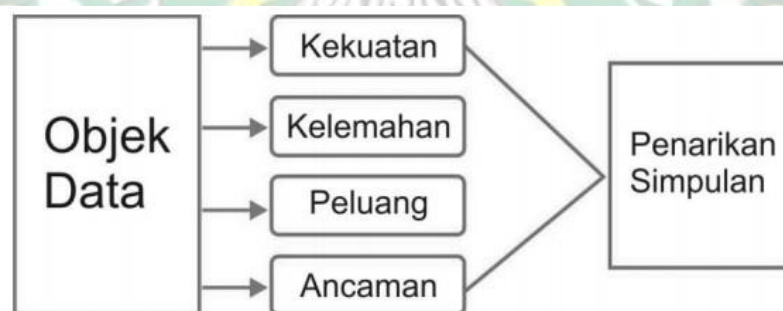 Objek
Data
Kekuatan
Kelemahan
Peluang
Ancaman
Penarikan
Simpulan